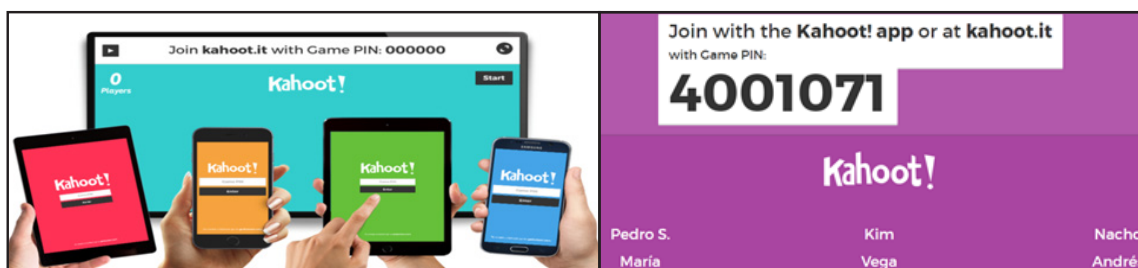 Join kahoot.it with Game PIN: 000000
0
Players
Kahoot!
Start
Kahoot!
Kahoot!
Kahoot!
Kahoot!
SAMSUNG
Join with the Kahoot! app or at kahoot.it
with Game PIN:
4001071
Kahoot!
Pedro S. Kim Nacho
María Vega André